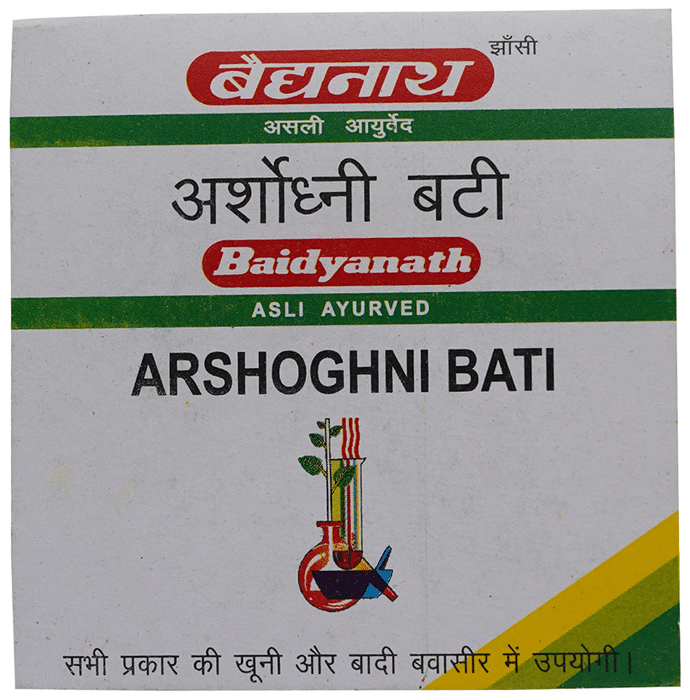 झाँसी
बैद्यनाथ
असली आयुर्वेद
अर्शोध्नी बटी
Baidyanath
ASLI AYURVED
ARSHOGHNI BATI
सभी प्रकार की खूनी और बादी बवासीर में उपयोगी।